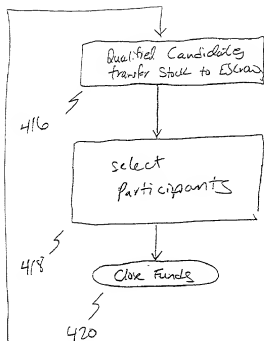 Qualified Candidates
transfer Stock to Escrow
416
select
Participants
418
Close Funds
420